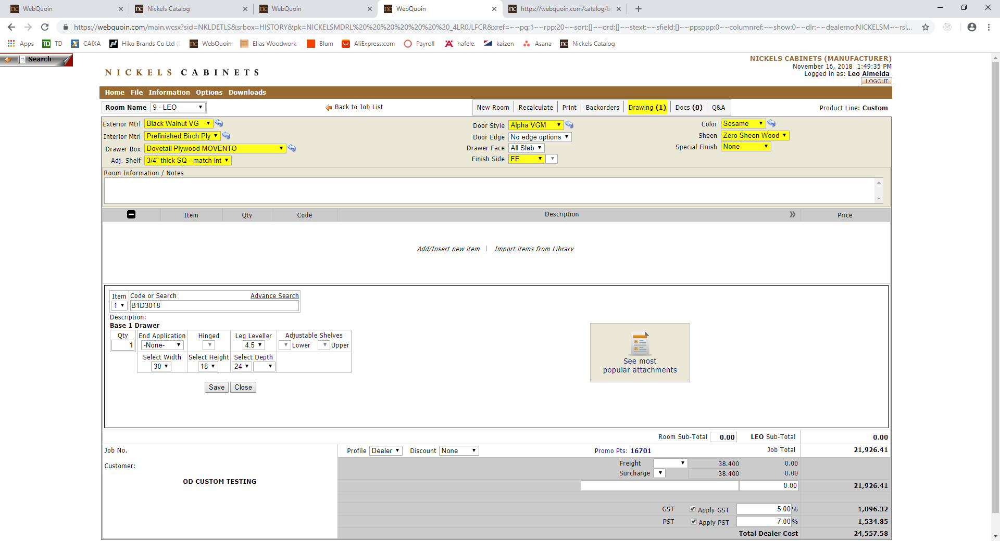 WebQuoin
Nickels Catalog
WebQuoin
WebQuoin
https://webquoin.com/catalog/b
https://webquoin.com/main.wcsx?sid=NKLDETLS&srbox=HISTORY&pk=NICKELSMDRL%20%20%20%20%20%20%20_4LR0JLFCR&xref=~~pg:1~~rpp:20~~sort:[]~~ord:[]~~stext:~~sfield:[]~~ppsppp:0~~columnref:~~show:0~~dlr:~~dealerno:NICKELSM~~rsl...
Apps
TD
CAIXA
Hiku Brands Co Ltd
WebQuoin
Elias Woodwork
Blum
AliExpress.com
Payroll
hafele.
kaizen
Asana
Nickels Catalog
Search
NICKELS CABINETS
NICKELS CABINETS (MANUFACTURER)
November 16, 2018 1:49:35 PM
Logged in as: Leo Almeida
LOGOUT
Home File Information Options Downloads
Room Name 9 - LEO
Back to Job List
New Room Recalculate Print Backorders Drawing (1) Docs (0) Q&A
Product Line: Custom
Exterior Mtrl Black Walnut VG
Interior Mtrl Prefinished Birch Ply
Drawer Box Dovetail Plywood MOVENTO
Adj. Shelf 3/4" thick SQ - match int
Door Style Alpha VGM
Door Edge No edge options
Drawer Face All Slab
Finish Side FE
Color Sesame
Sheen Zero Sheen Wood
Special Finish None
Room Information / Notes
Item Qty Code Description Price
Add/Insert new item | Import items from Library
Item Code or Search Advance Search
1 B1D3018
Description:
Base 1 Drawer
Qty End Application Hinged Leg Leveller Adjustable Shelves
1 -None- 4.5 Lower Upper
Select Width Select Height Select Depth
30 18 24
Save Close
See most
popular attachments
Room Sub-Total 0.00 LEO Sub-Total 0.00
Job No.
Customer:
OD CUSTOM TESTING
Profile Dealer Discount None Promo Pts: 16701 Job Total 21,926.41
Freight 38.400 0.00
Surcharge 38.400 0.00
0.00 21,926.41
GST Apply GST 5.00% 1,096.32
PST Apply PST 7.00% 1,534.85
Total Dealer Cost 24,557.58